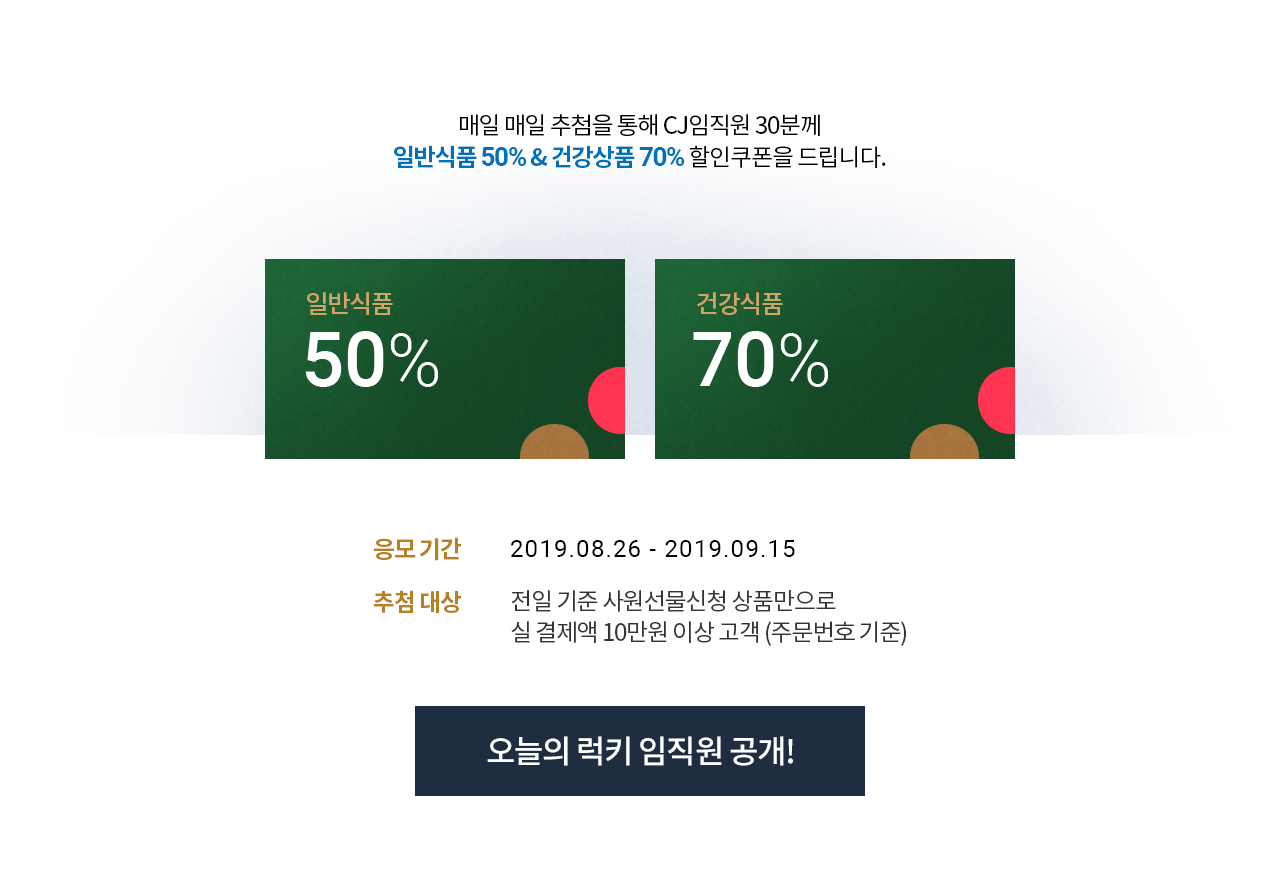 매일 매일 추첨을 통해 CJ임직원 30분께
일반식품 50% & 건강상품 70% 할인쿠폰을 드립니다.
일반식품
50%
건강식품
70%
응모 기간 2019.08.26 - 2019.09.15
추첨 대상 전일 기준 사원선물신청 상품만으로
실 결제액 10만원 이상 고객 (주문번호 기준)
오늘의 럭키 임직원 공개!